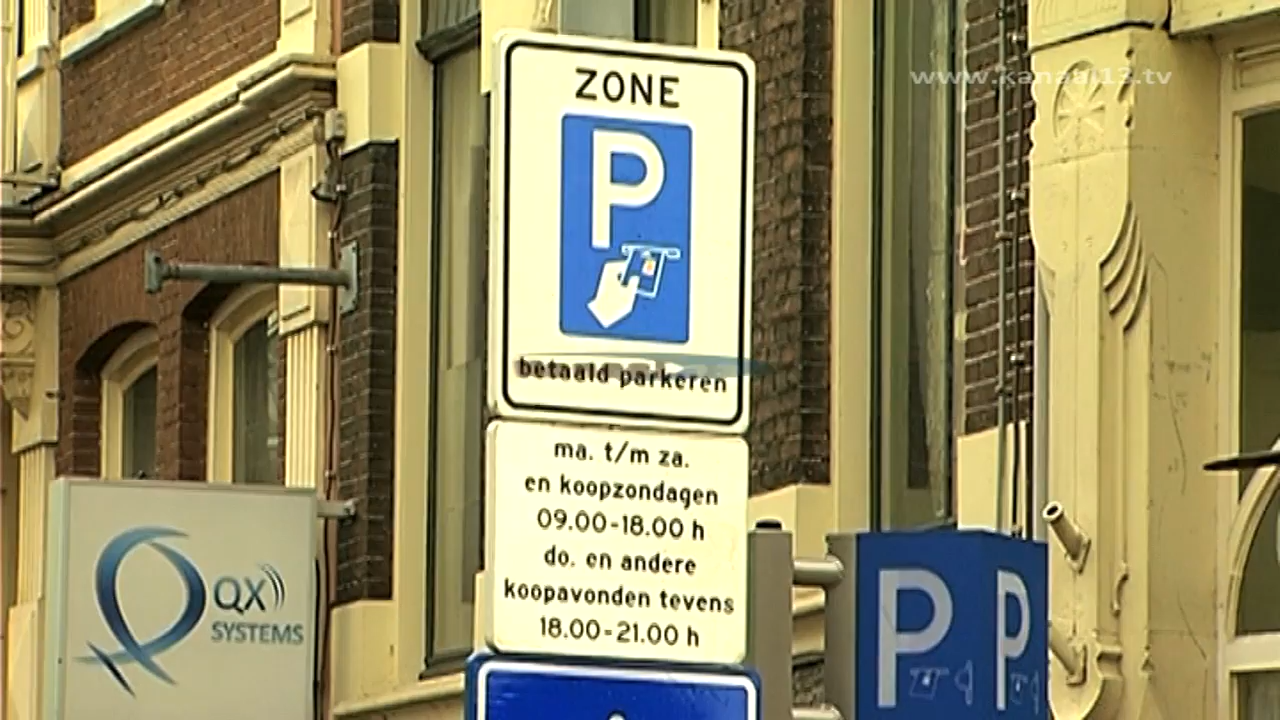 www.kanaal13.tv
ZONE
P
betaald parkeren
ma. t/m za.
en koopzondagen
09.00-18.00 h
do. en andere
koopavonden tevens
18.00-21.00 h
QX
SYSTEMS
P
P